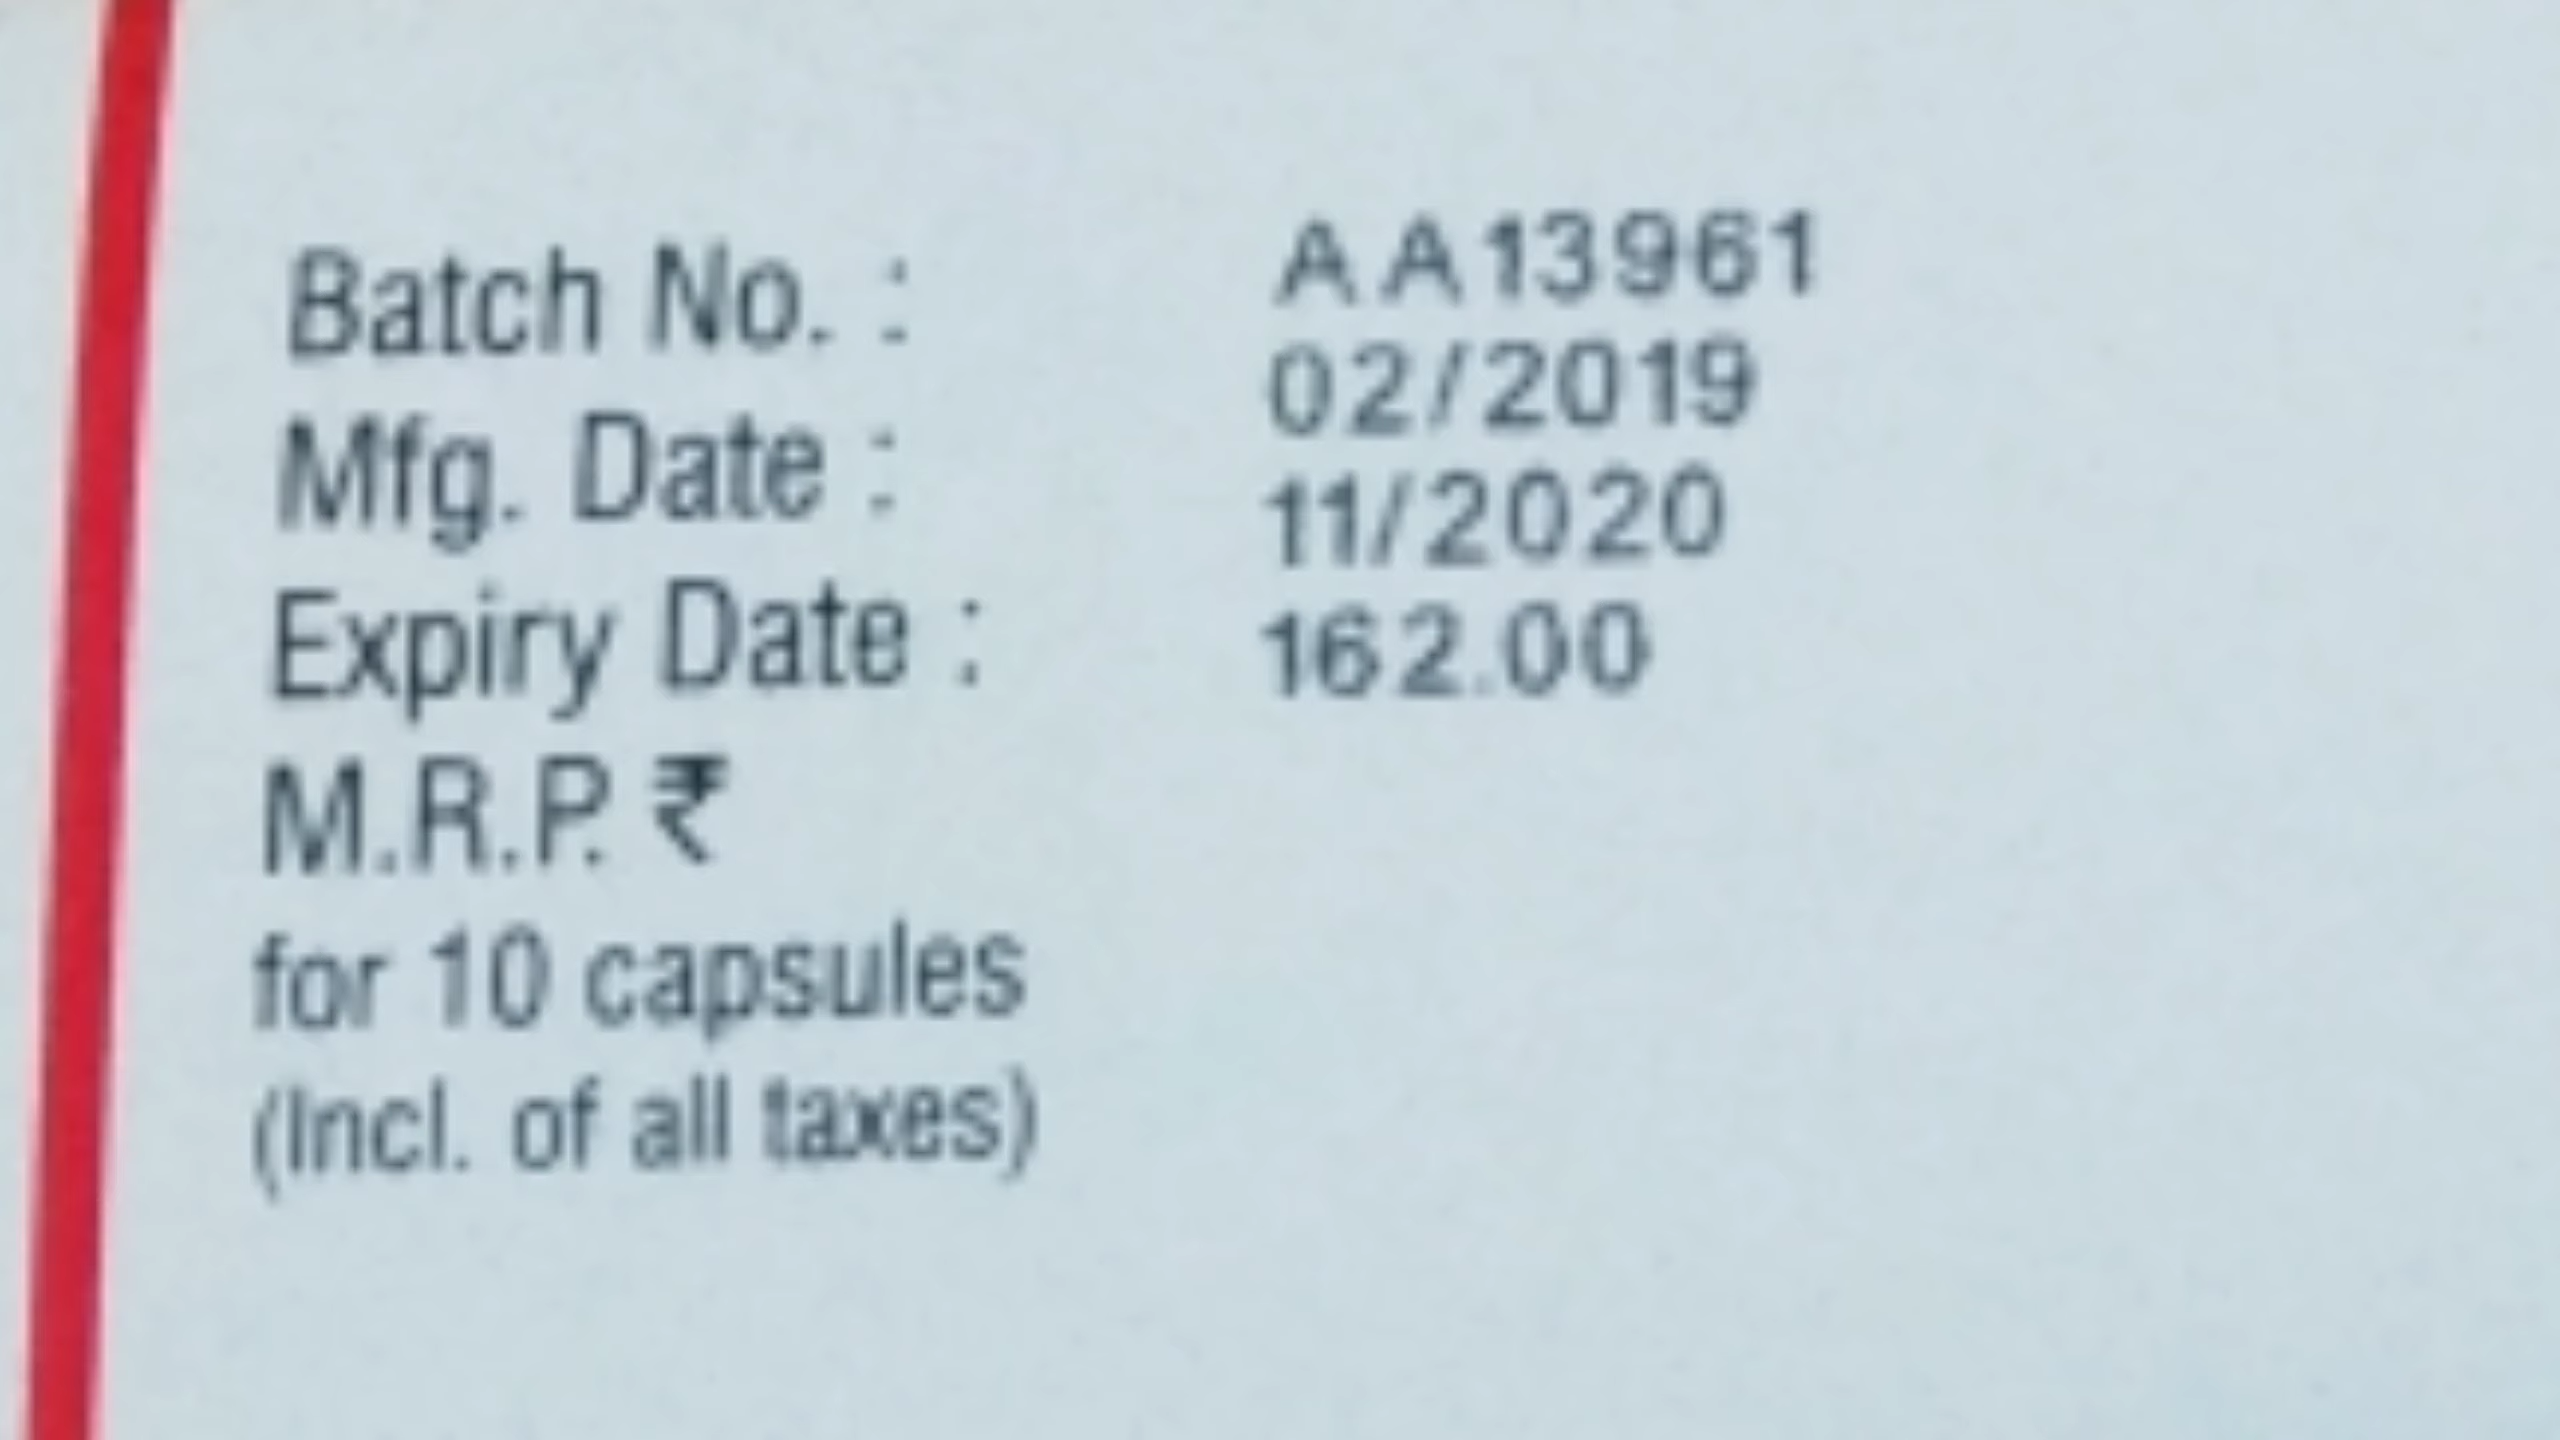 Batch No. : AA13961
Mfg. Date : 02/2019
Expiry Date : 11/2020
M.R.P. ₹ 162.00
for 10 capsules
(Incl. of all taxes)